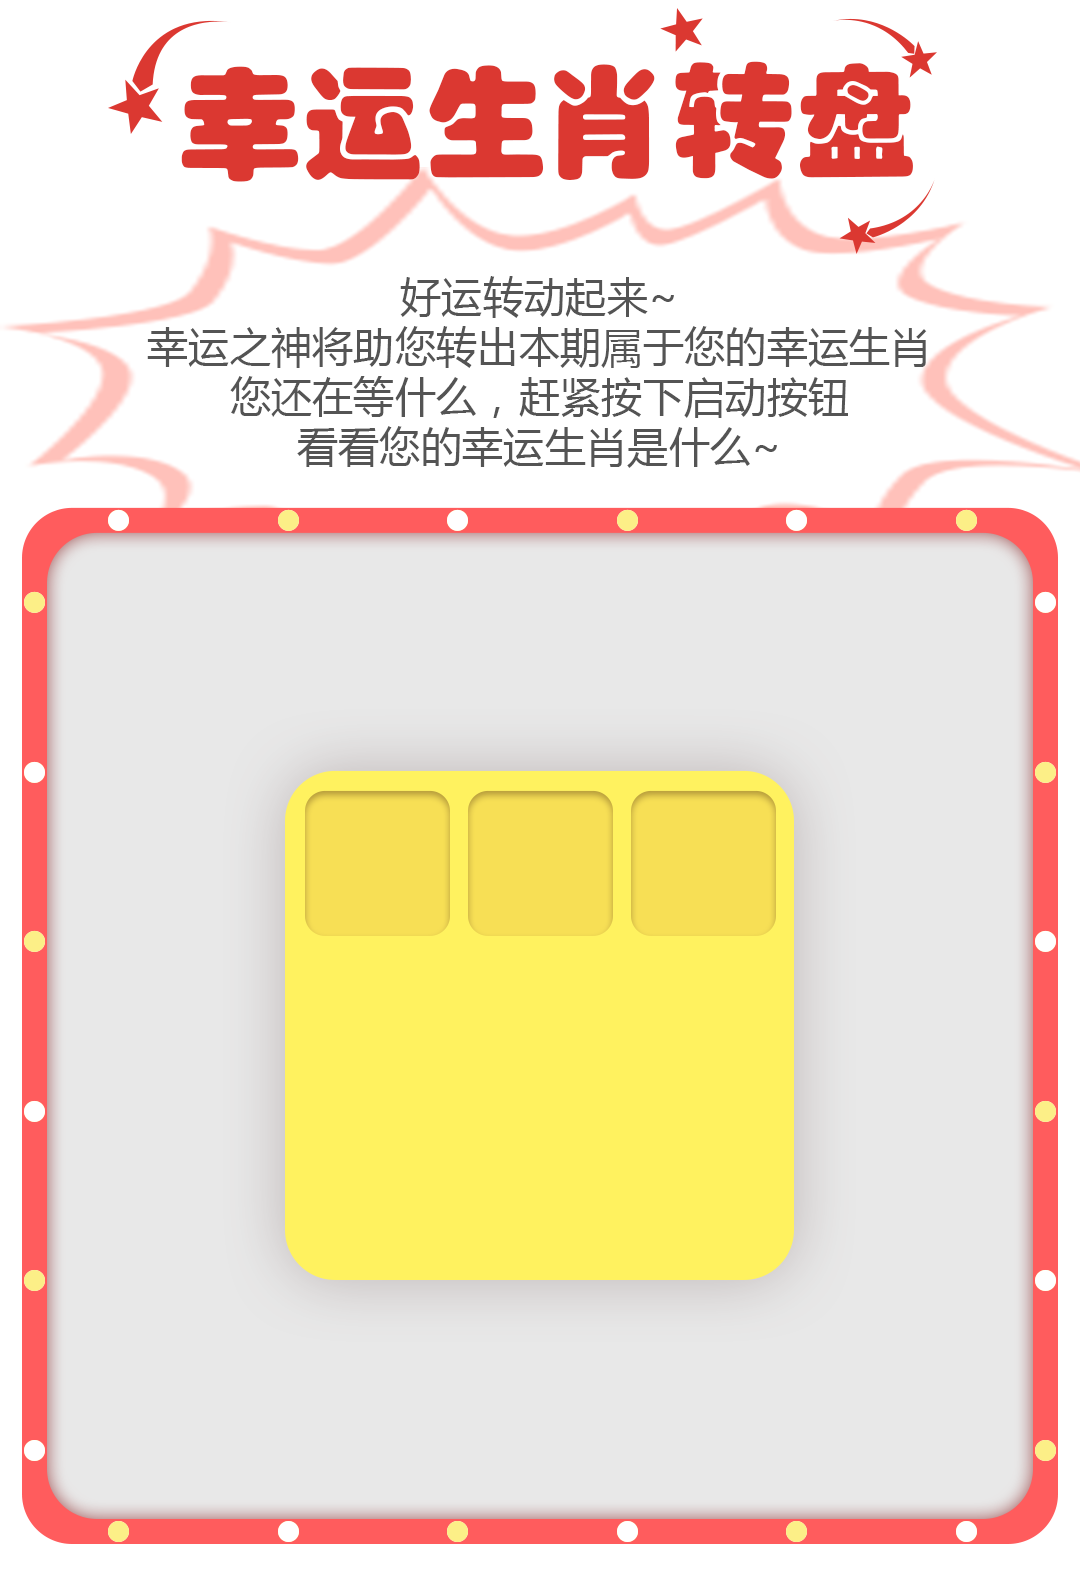 幸运生肖转盘
好运转动起来~
幸运之神将助您转出本期属于您的幸运生肖
您还在等什么，赶紧按下启动按钮
看看您的幸运生肖是什么~